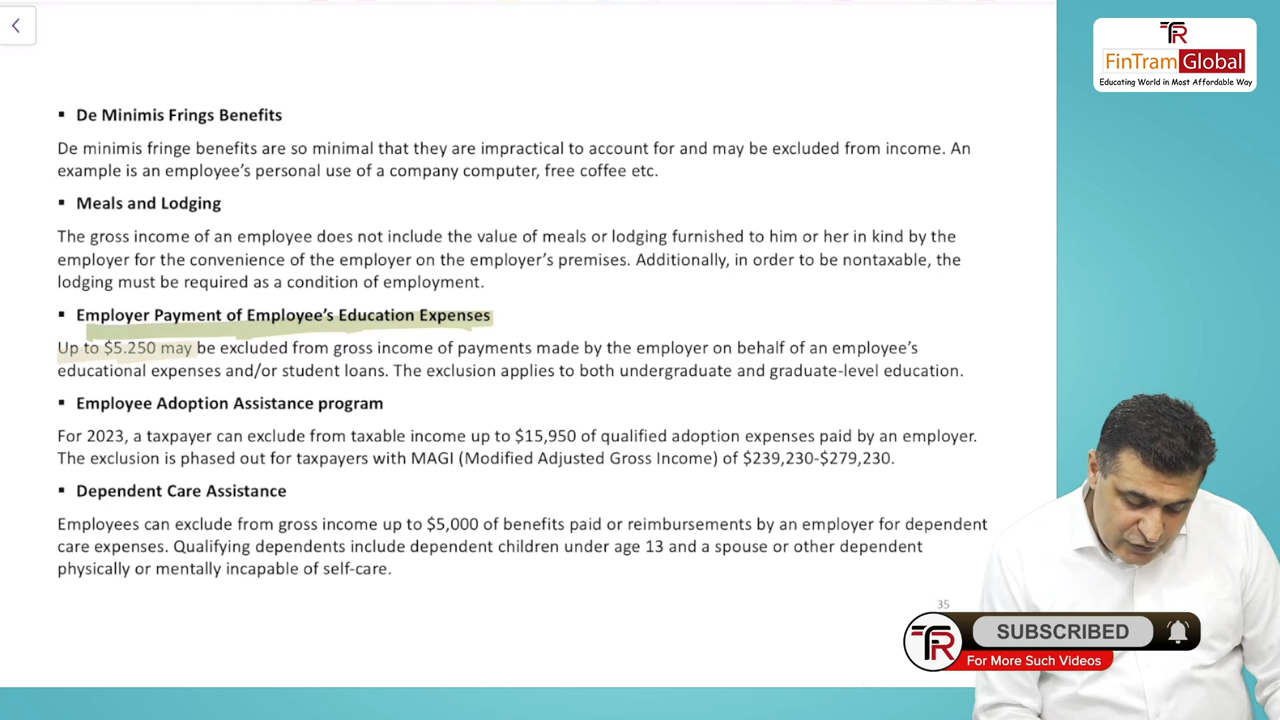 FR
FinTram Global
Educating World in Most Affordable Way
▪ De Minimis Frings Benefits
De minimis fringe benefits are so minimal that they are impractical to account for and may be excluded from income. An
example is an employee's personal use of a company computer, free coffee etc.
▪ Meals and Lodging
The gross income of an employee does not include the value of meals or lodging furnished to him or her in kind by the
employer for the convenience of the employer on the employer's premises. Additionally, in order to be nontaxable, the
lodging must be required as a condition of employment.
▪ Employer Payment of Employee's Education Expenses
Up to $5.250 may be excluded from gross income of payments made by the employer on behalf of an employee's
educational expenses and/or student loans. The exclusion applies to both undergraduate and graduate-level education.
▪ Employee Adoption Assistance program
For 2023, a taxpayer can exclude from taxable income up to $15,950 of qualified adoption expenses paid by an employer.
The exclusion is phased out for taxpayers with MAGI (Modified Adjusted Gross Income) of $239,230-$279,230.
▪ Dependent Care Assistance
Employees can exclude from gross income up to $5,000 of benefits paid or reimbursements by an employer for dependent
care expenses. Qualifying dependents include dependent children under age 13 and a spouse or other dependent
physically or mentally incapable of self-care.
35
FR
SUBSCRIBED
For More Such Videos